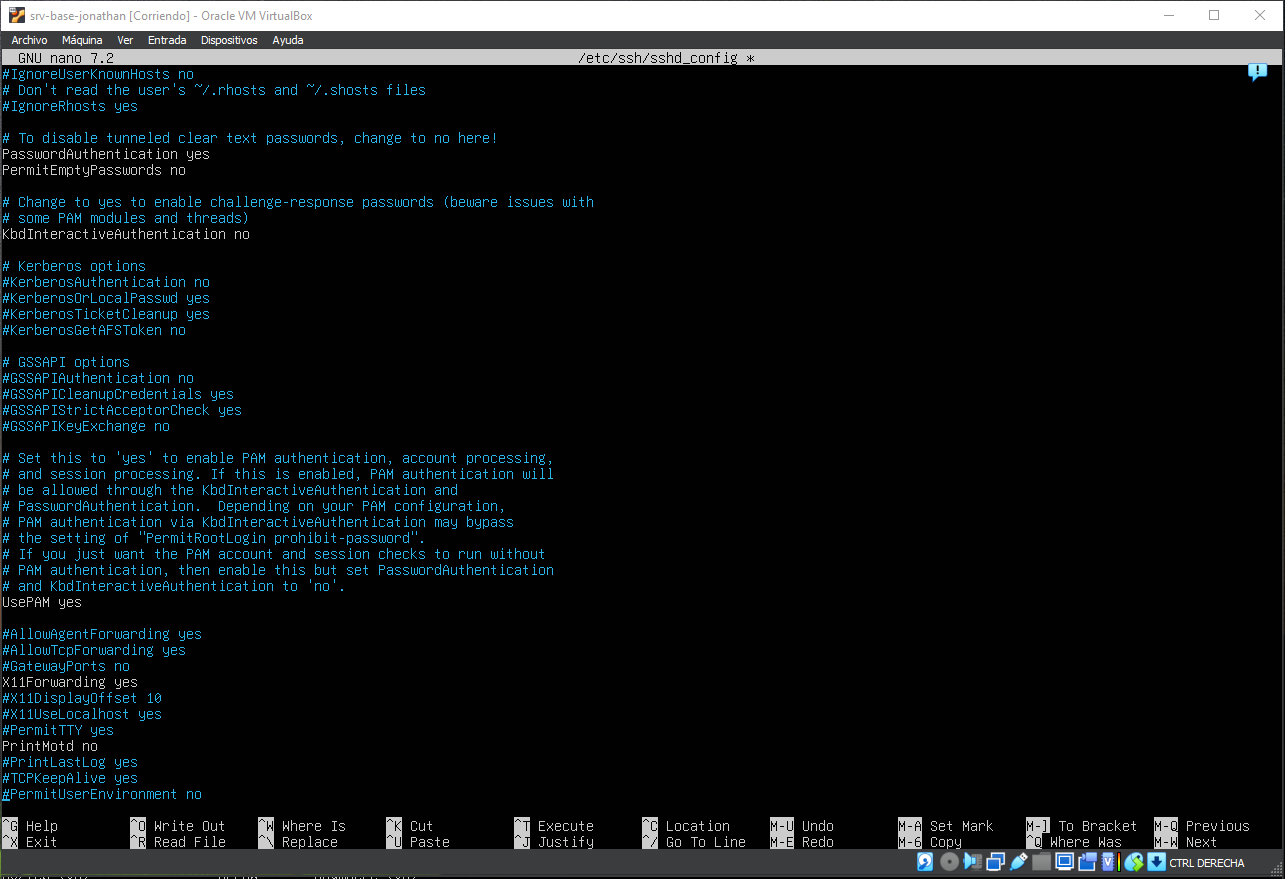 srv-base-jonathan [Corriendo] - Oracle VM VirtualBox
Archivo Máquina Ver Entrada Dispositivos Ayuda
GNU nano 7.2 /etc/ssh/sshd_config *
#IgnoreUserKnownHosts no
# Don't read the user's ~/.rhosts and ~/.shosts files
#IgnoreRhosts yes
# To disable tunneled clear text passwords, change to no here!
PasswordAuthentication yes
PermitEmptyPasswords no
# Change to yes to enable challenge-response passwords (beware issues with
# some PAM modules and threads)
KbdInteractiveAuthentication no
# Kerberos options
#KerberosAuthentication no
#KerberosOrLocalPasswd yes
#KerberosTicketCleanup yes
#KerberosGetAFSToken no
# GSSAPI options
#GSSAPIAuthentication no
#GSSAPICleanupCredentials yes
#GSSAPIStrictAcceptorCheck yes
#GSSAPIKeyExchange no
# Set this to 'yes' to enable PAM authentication, account processing,
# and session processing. If this is enabled, PAM authentication will
# be allowed through the KbdInteractiveAuthentication and
# PasswordAuthentication.  Depending on your PAM configuration,
# PAM authentication via KbdInteractiveAuthentication may bypass
# the setting of "PermitRootLogin prohibit-password".
# If you just want the PAM account and session checks to run without
# PAM authentication, then enable this but set PasswordAuthentication
# and KbdInteractiveAuthentication to 'no'.
UsePAM yes
#AllowAgentForwarding yes
#AllowTcpForwarding yes
#GatewayPorts no
X11Forwarding yes
#X11DisplayOffset 10
#X11UseLocalhost yes
#PermitTTY yes
PrintMotd no
#PrintLastLog yes
#TCPKeepAlive yes
#PermitUserEnvironment no
^G Help ^O Write Out ^W Where Is ^K Cut ^T Execute ^C Location M-U Undo M-A Set Mark M-] To Bracket M-Q Previous
^X Exit ^R Read File ^\ Replace ^U Paste ^J Justify ^/ Go To Line M-E Redo M-6 Copy ^Q Where Was M-W Next
CTRL DERECHA